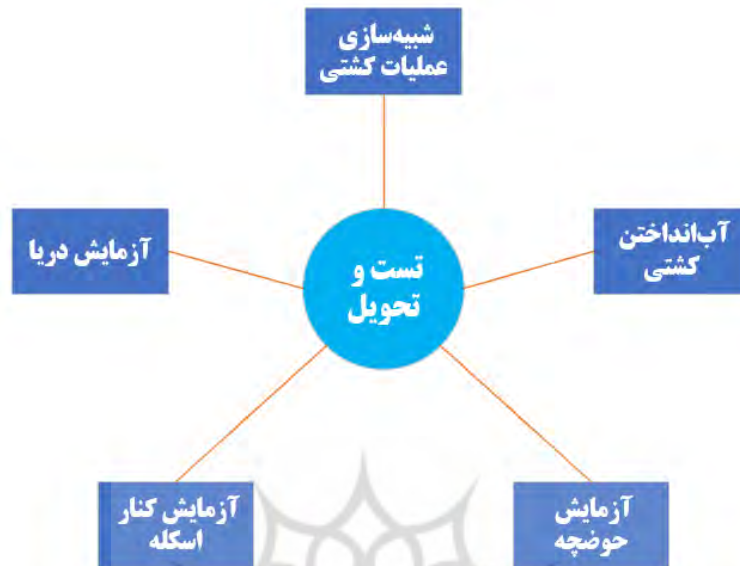 شبیه‌سازی
عملیات کشتی
آب‌انداختن
کشتی
آزمایش دریا
تست و
تحویل
آزمایش
حوضچه
آزمایش کنار
اسکله